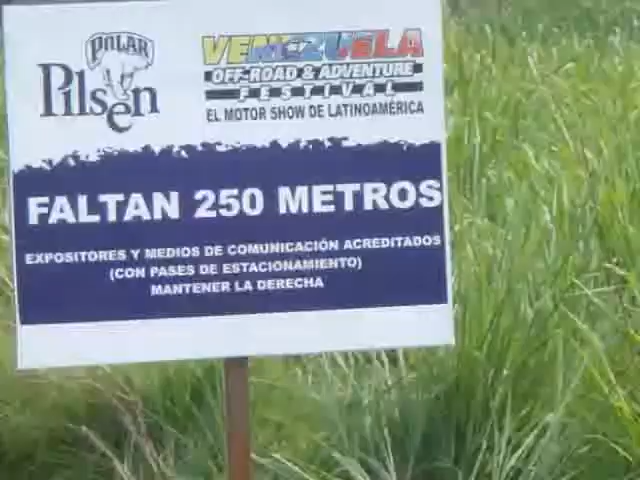 POLAR
Pilsen
VENEZUELA
OFF-ROAD & ADVENTURE
FESTIVAL
EL MOTOR SHOW DE LATINOAMÉRICA
FALTAN 250 METROS
EXPOSITORES Y MEDIOS DE COMUNICACIÓN ACREDITADOS
(CON PASES DE ESTACIONAMIENTO)
MANTENER LA DERECHA